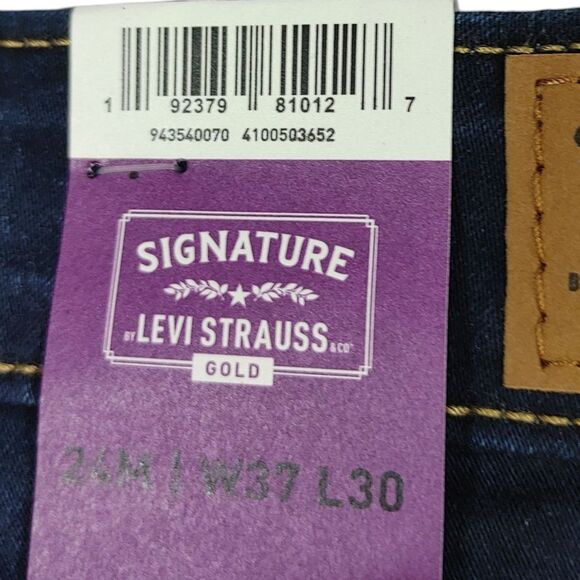 1 92379 81012 7
943540070 4100503652
SIGNATURE
BY LEVI STRAUSS & CO
GOLD
24M / W37 L30